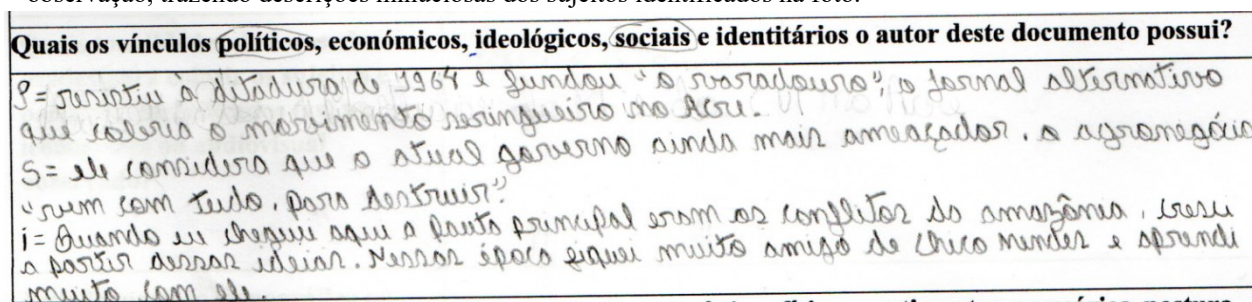 observação, trazendo descrições minuciosas dos sujeitos identificados na foto.
Quais os vínculos políticos, económicos, ideológicos, sociais e identitários o autor deste documento possui?
P= resistiu à ditadura de 1964 e fundou "o varadouro", o jornal alternativo
que coleria o movimento seringueiro no Acre.
S= ele considera que o atual governo ainda mais ameaçador, o agronegócio
"vem com tudo, para destruir".
i= Quando eu cheguei aqui a pauta principal eram os conflitos da amazônia, cresci
a partir dessas ideias. Nessa época fiquei muito amigo de Chico Mendes e aprendi
muito com ele.